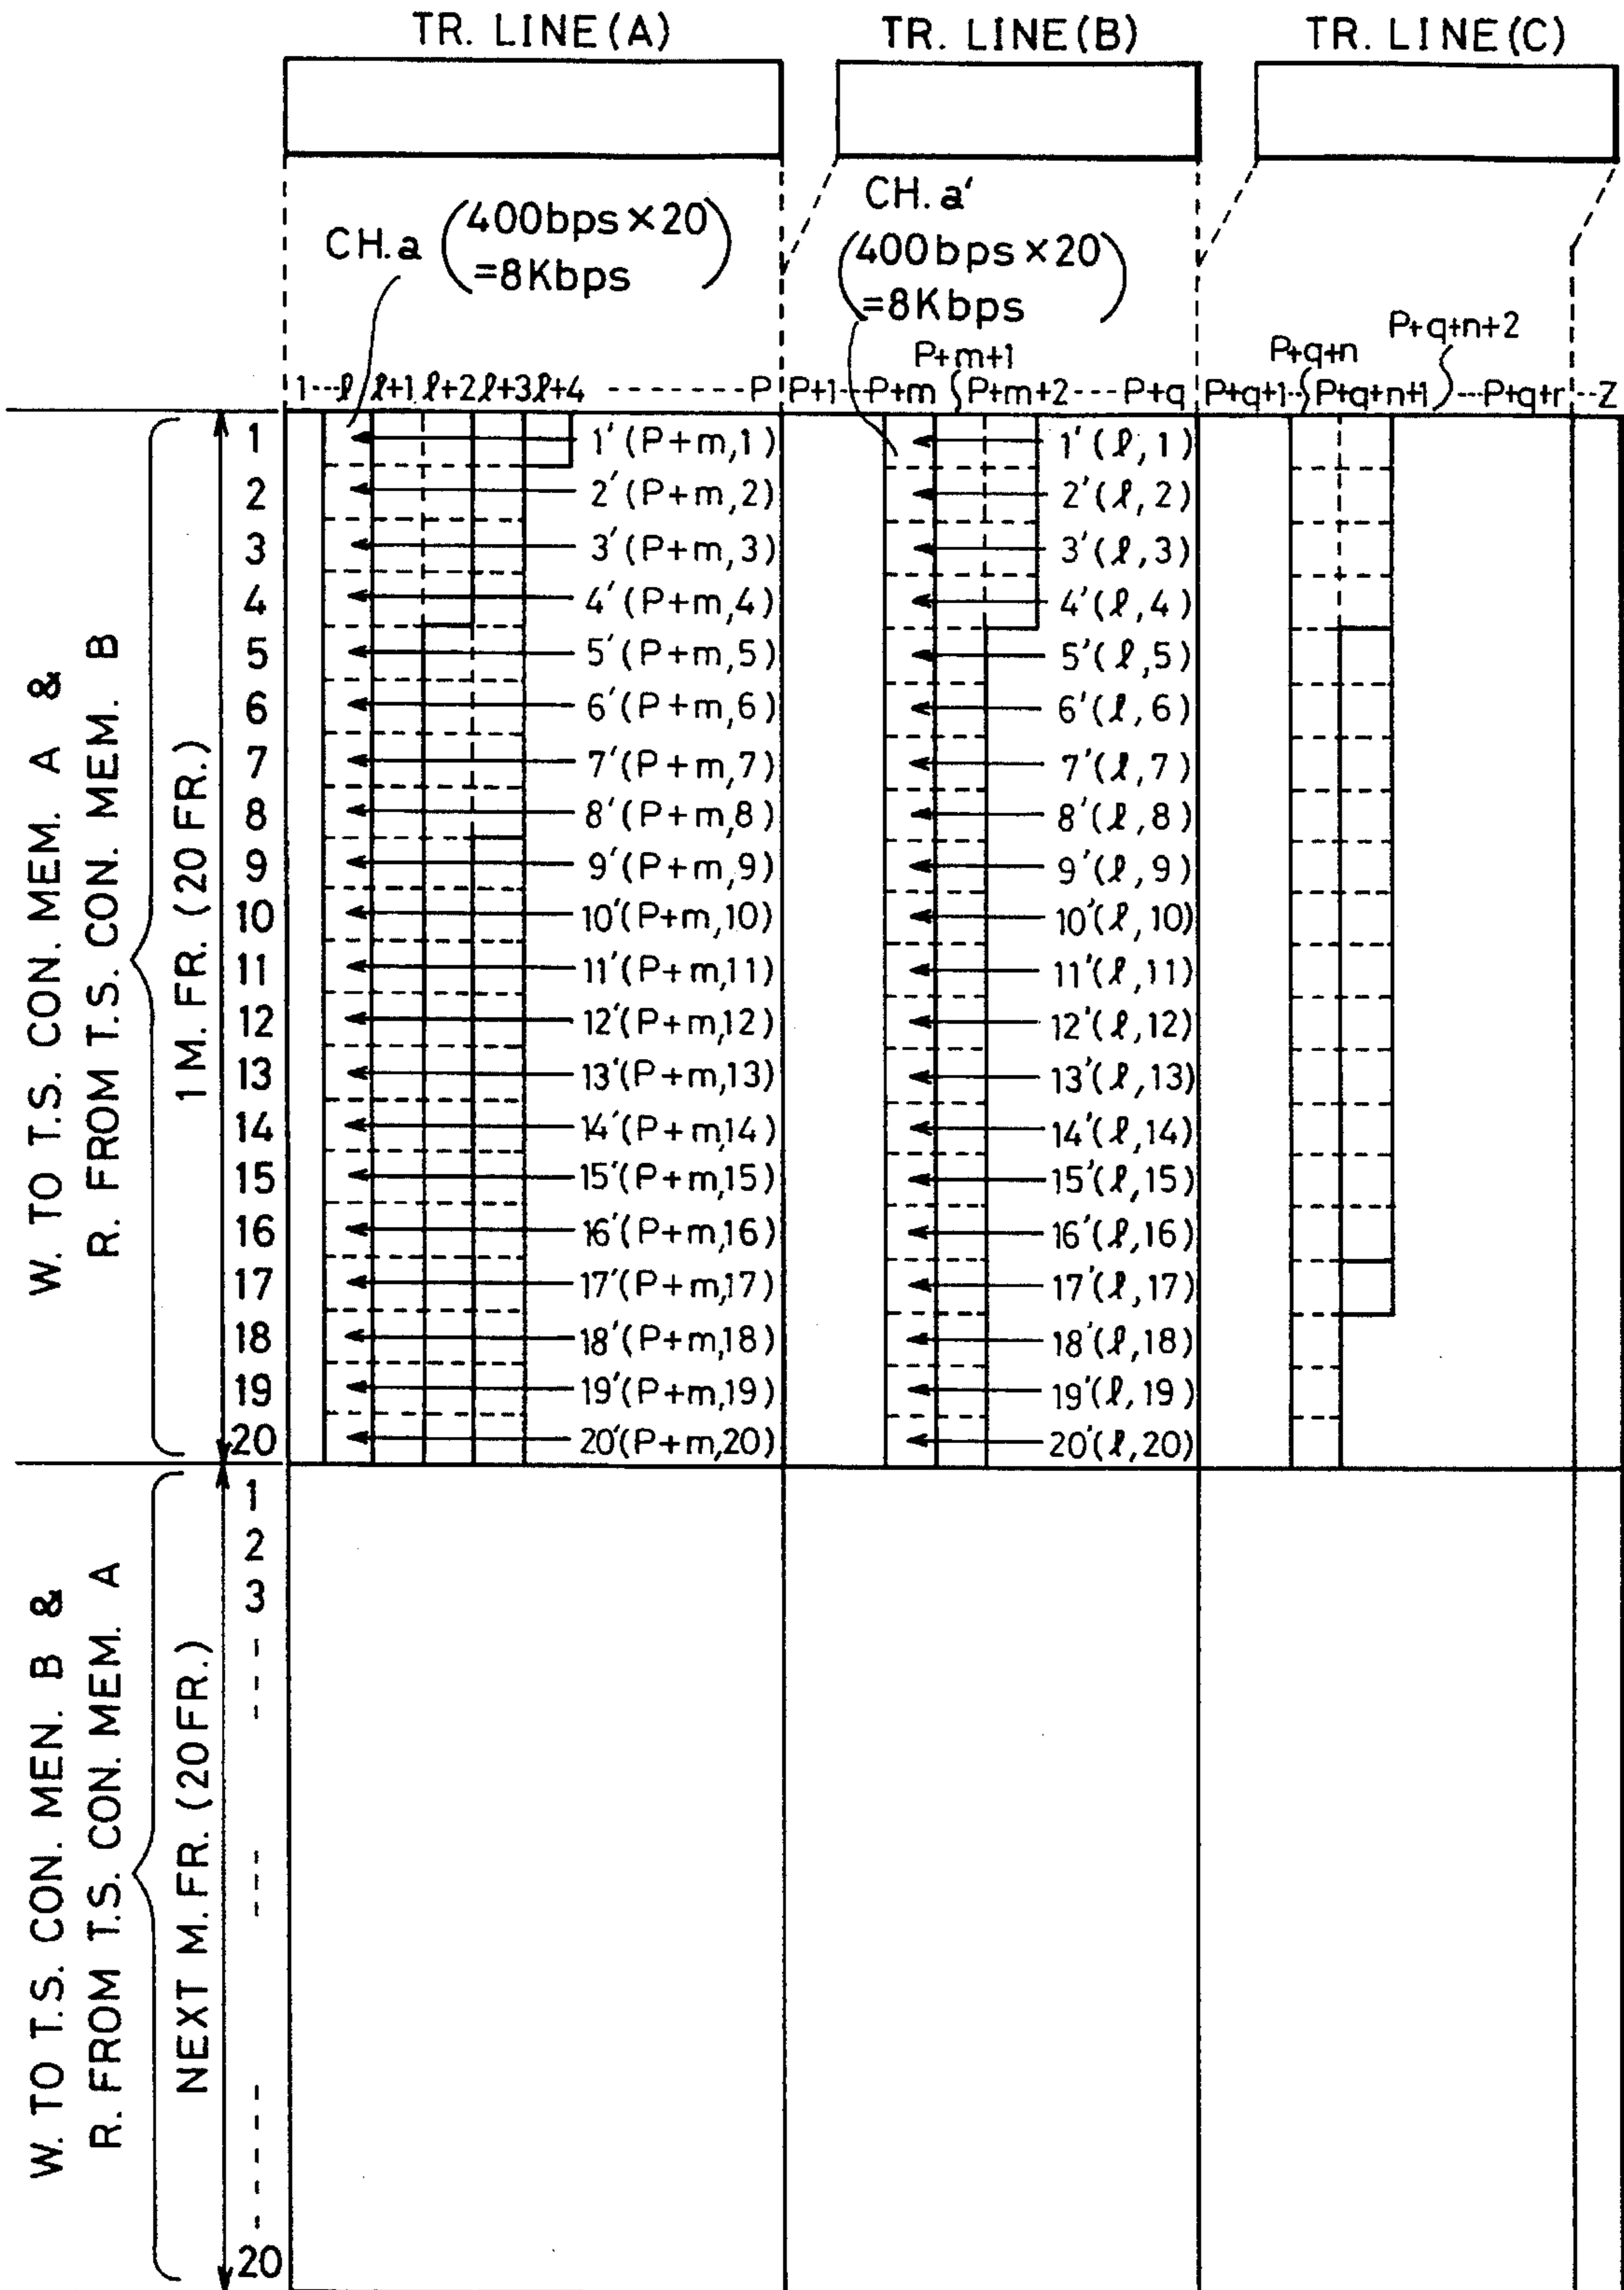 TR. LINE (A) TR. LINE (B) TR. LINE (C)
CH. a (400bps×20
=8Kbps)
CH. a'
(400bps×20
=8Kbps)
P+m+1 P+q+n P+q+n+2
1---ℓ ℓ+1 ℓ+2 ℓ+3 ℓ+4 --------P P+1--P+m P+m+2---P+q P+q+1-- P+q+n+1 ---P+q+r --Z
W. TO T.S. CON. MEM. A &
R. FROM T.S. CON. MEM. B
1 M. FR. (20 FR.)
1 1'(P+m,1) 1'(ℓ,1)
2 2'(P+m,2) 2'(ℓ,2)
3 3'(P+m,3) 3'(ℓ,3)
4 4'(P+m,4) 4'(ℓ,4)
5 5'(P+m,5) 5'(ℓ,5)
6 6'(P+m,6) 6'(ℓ,6)
7 7'(P+m,7) 7'(ℓ,7)
8 8'(P+m,8) 8'(ℓ,8)
9 9'(P+m,9) 9'(ℓ,9)
10 10'(P+m,10) 10'(ℓ,10)
11 11'(P+m,11) 11'(ℓ,11)
12 12'(P+m,12) 12'(ℓ,12)
13 13'(P+m,13) 13'(ℓ,13)
14 14'(P+m,14) 14'(ℓ,14)
15 15'(P+m,15) 15'(ℓ,15)
16 16'(P+m,16) 16'(ℓ,16)
17 17'(P+m,17) 17'(ℓ,17)
18 18'(P+m,18) 18'(ℓ,18)
19 19'(P+m,19) 19'(ℓ,19)
20 20'(P+m,20) 20'(ℓ,20)
W. TO T.S. CON. MEN. B &
R. FROM T.S. CON. MEM. A
NEXT M. FR. (20FR.)
1
2
3
20